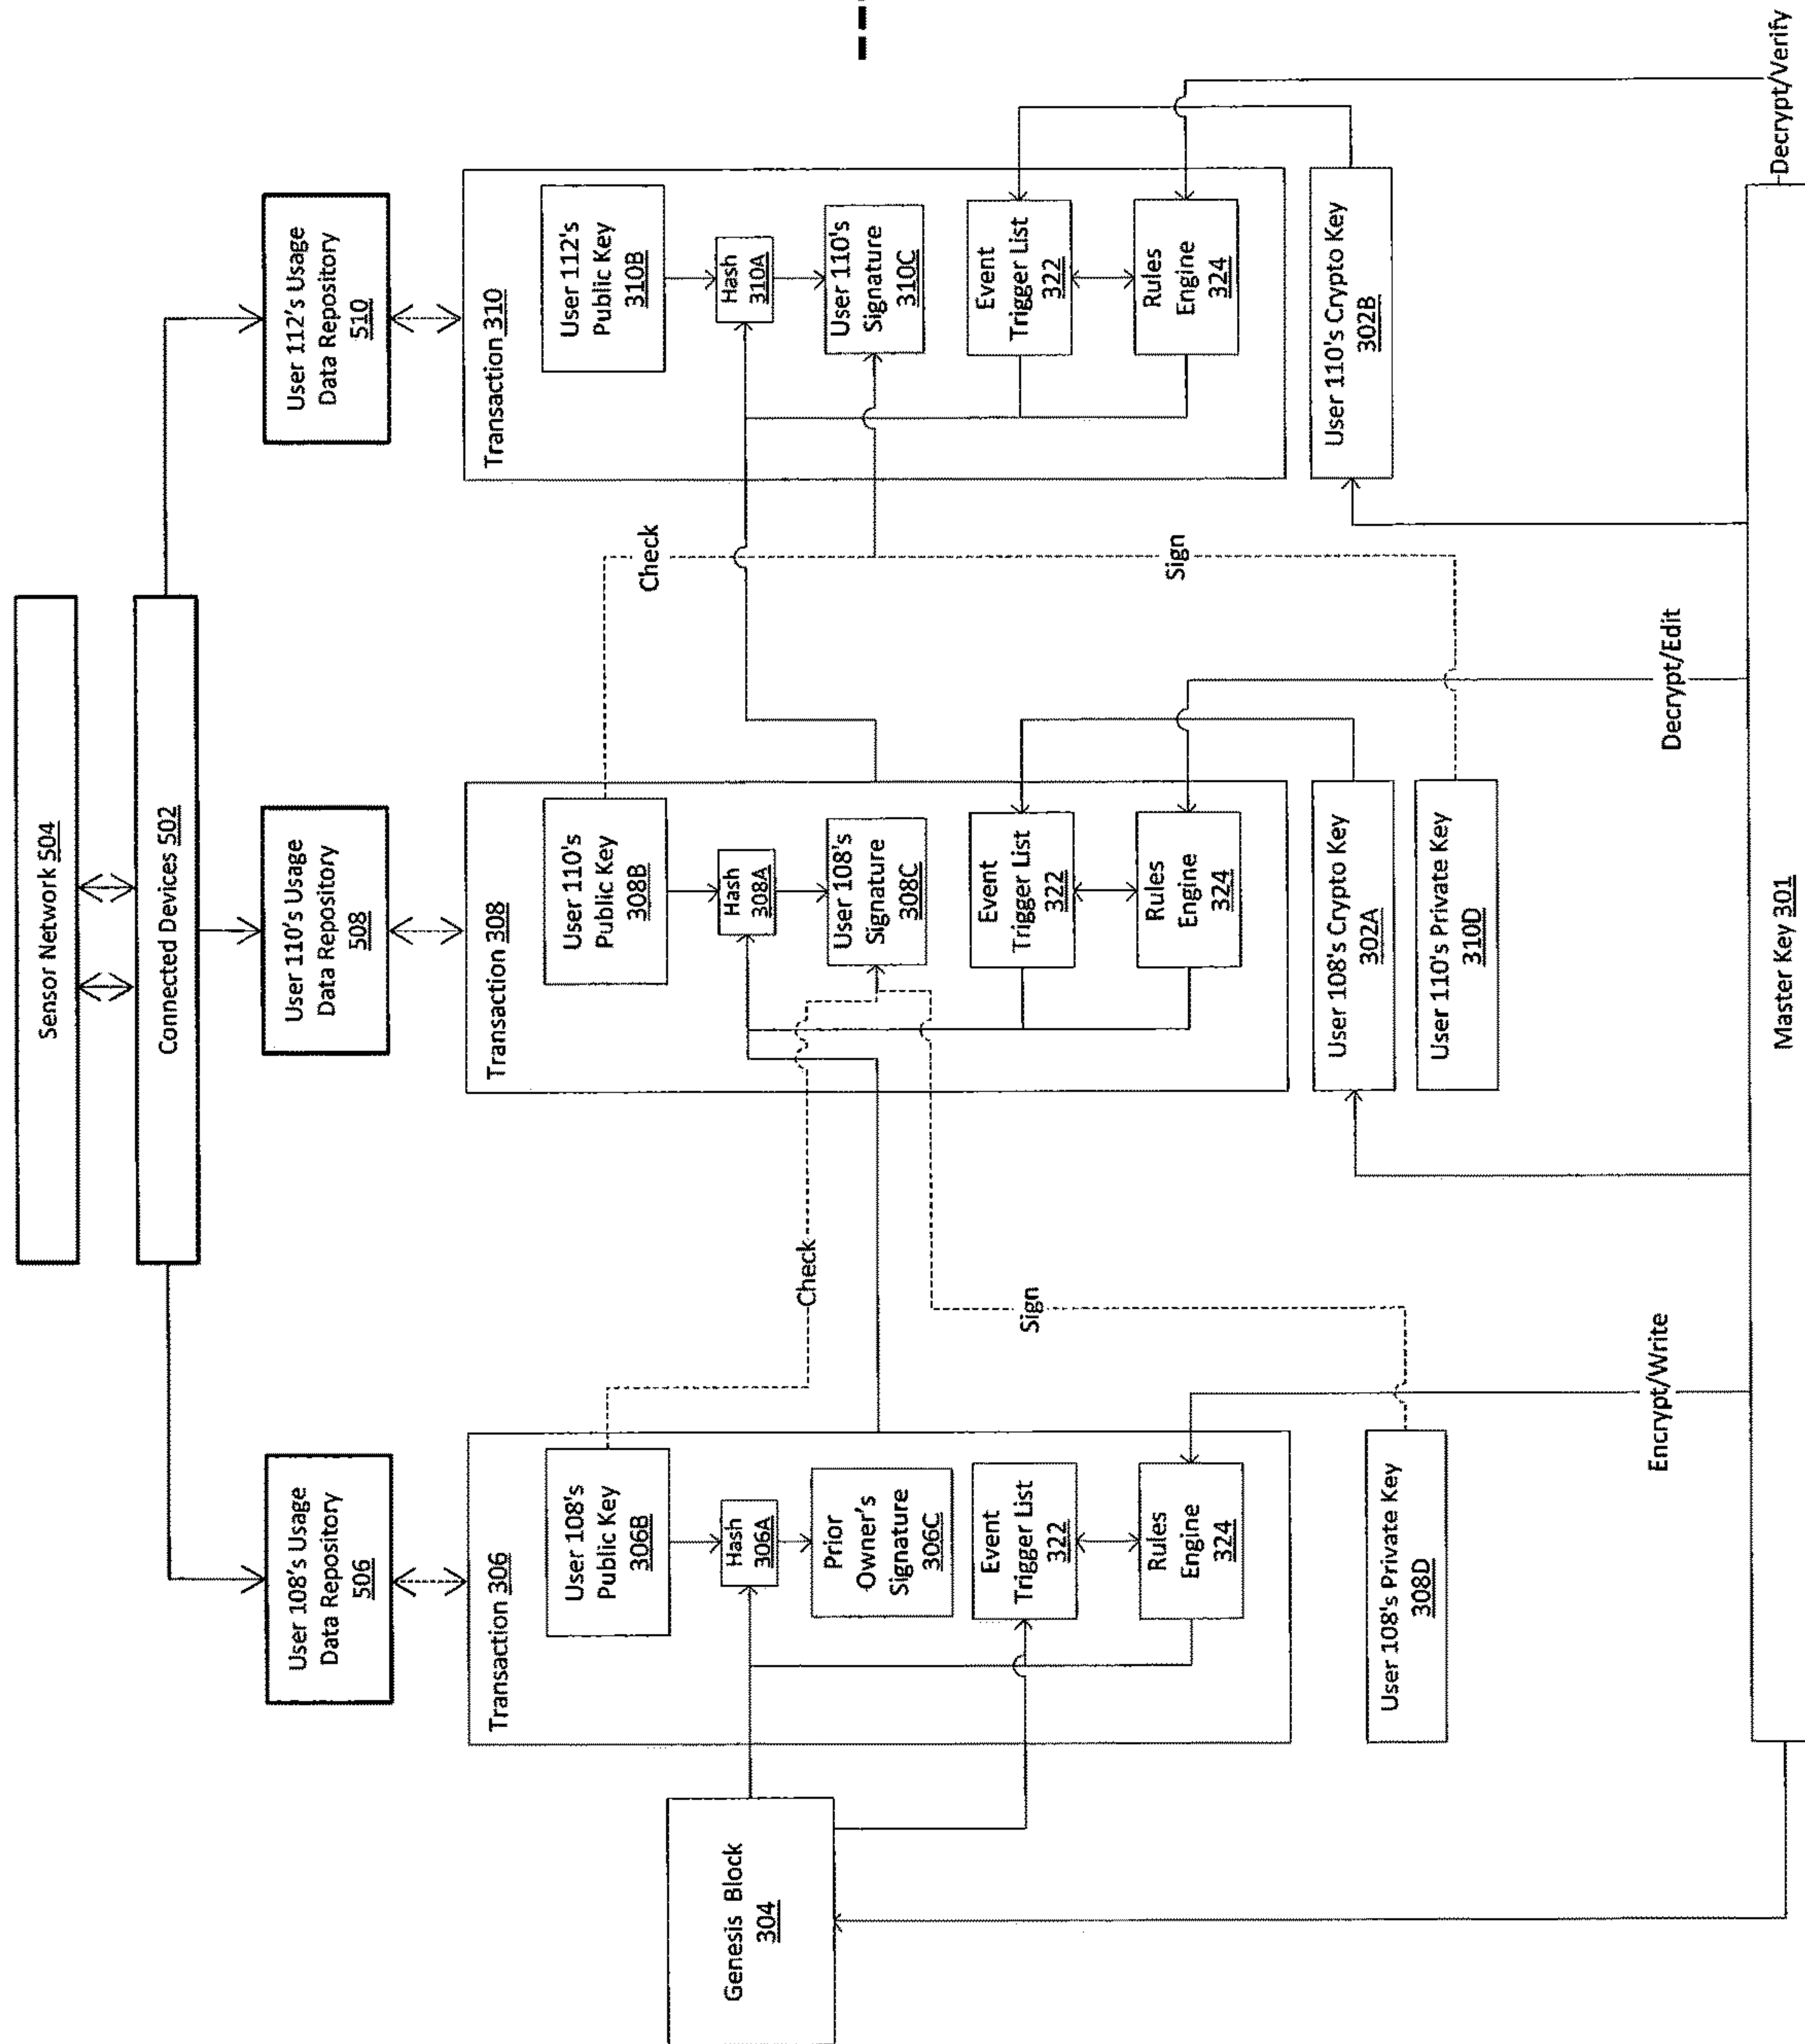 Sensor Network 504
Connected Devices 502
User 108's Usage
Data Repository
506
User 110's Usage
Data Repository
508
User 112's Usage
Data Repository
510
Genesis Block
304
Transaction 306
User 108's
Public Key
306B
Hash
306A
Prior
Owner's
Signature
306C
Event
Trigger List
322
Rules
Engine
324
Transaction 308
User 110's
Public Key
308B
Hash
308A
User 108's
Signature
308C
Event
Trigger List
322
Rules
Engine
324
Transaction 310
User 112's
Public Key
310B
Hash
310A
User 110's
Signature
310C
Event
Trigger List
322
Rules
Engine
324
Check
Sign
Check
Sign
User 108's Private Key
308D
User 108's Crypto Key
302A
User 110's Private Key
310D
User 110's Crypto Key
302B
Encrypt/Write
Decrypt/Edit
Decrypt/Verify
Master Key 301